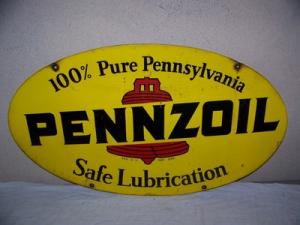 100% Pure Pennsylvania
PENNZOIL
Safe Lubrication